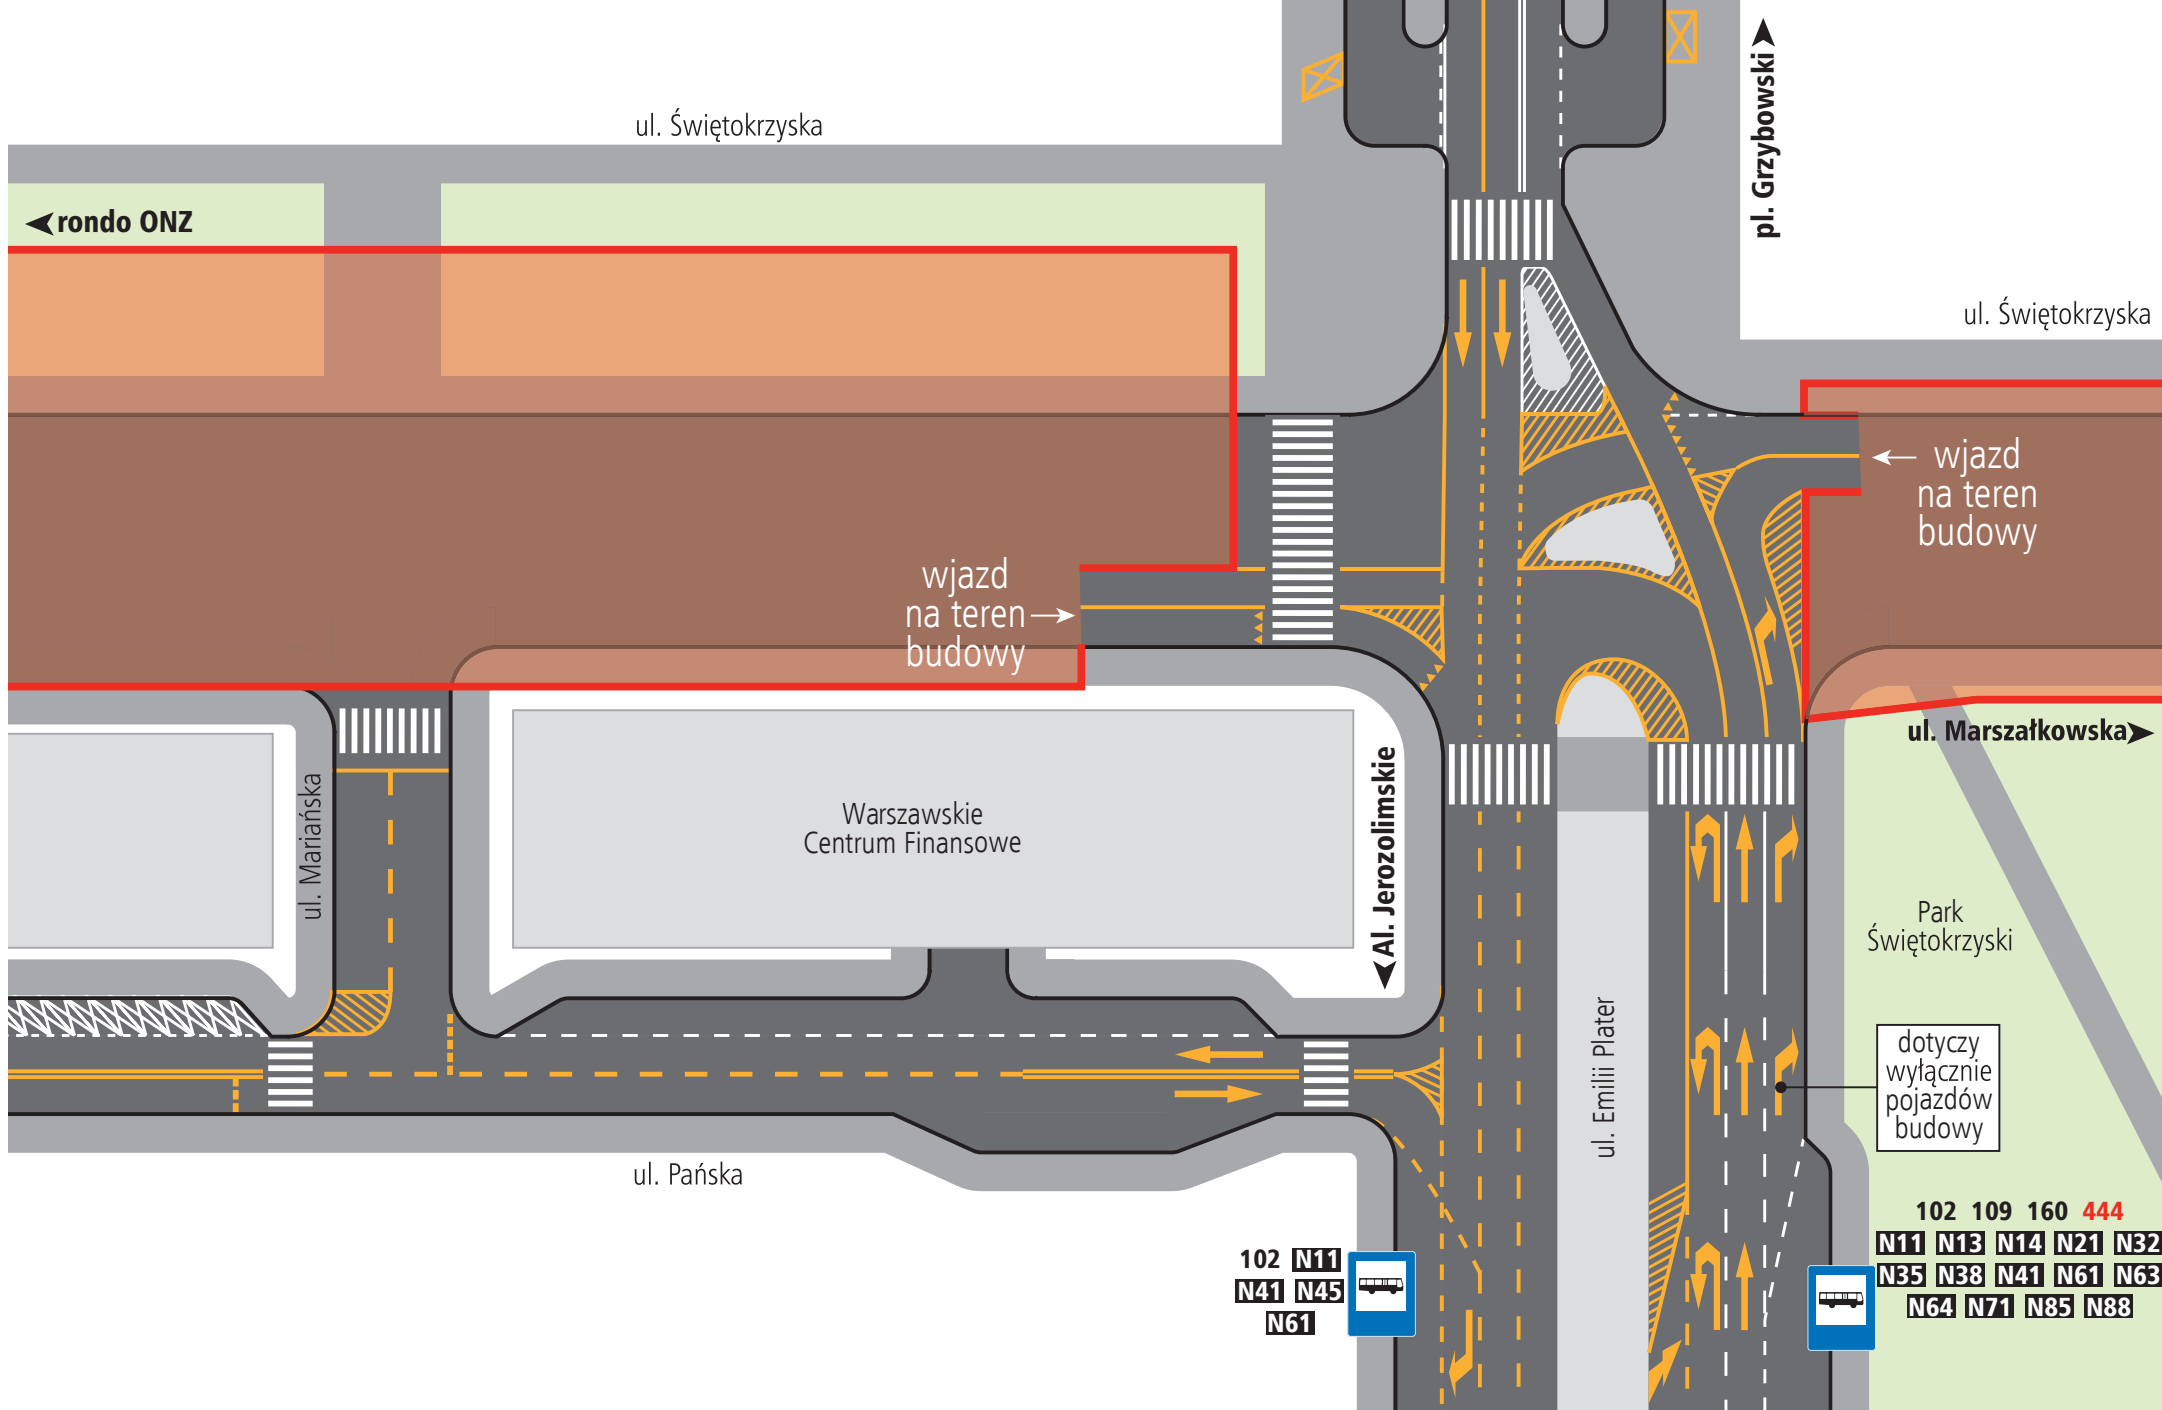 ul. Świętokrzyska
pl. Grzybowski
rondo ONZ
ul. Świętokrzyska
wjazd
na teren
budowy
wjazd
na teren
budowy
ul. Marszałkowska
ul. Mariańska
Warszawskie
Centrum Finansowe
Al. Jerozolimskie
Park
Świętokrzyski
ul. Emilii Plater
dotyczy
wyłącznie
pojazdów
budowy
ul. Pańska
102 N11
N41 N45
N61
102 109 160 444
N11 N13 N14 N21 N32
N35 N38 N41 N61 N63
N64 N71 N85 N88